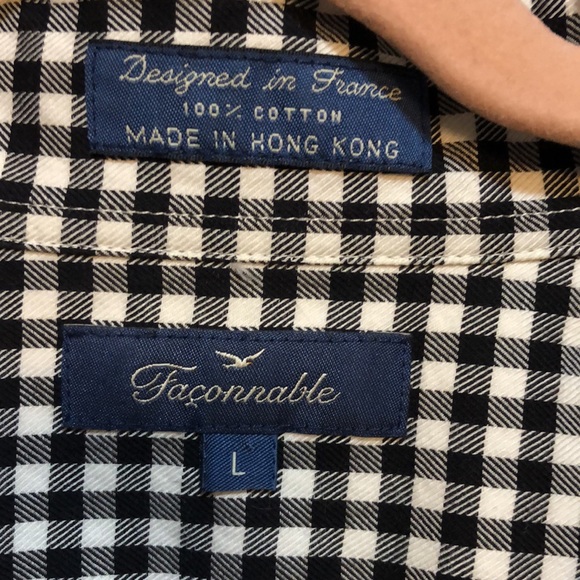 Designed in France
100% COTTON
MADE IN HONG KONG
Façonnable
L